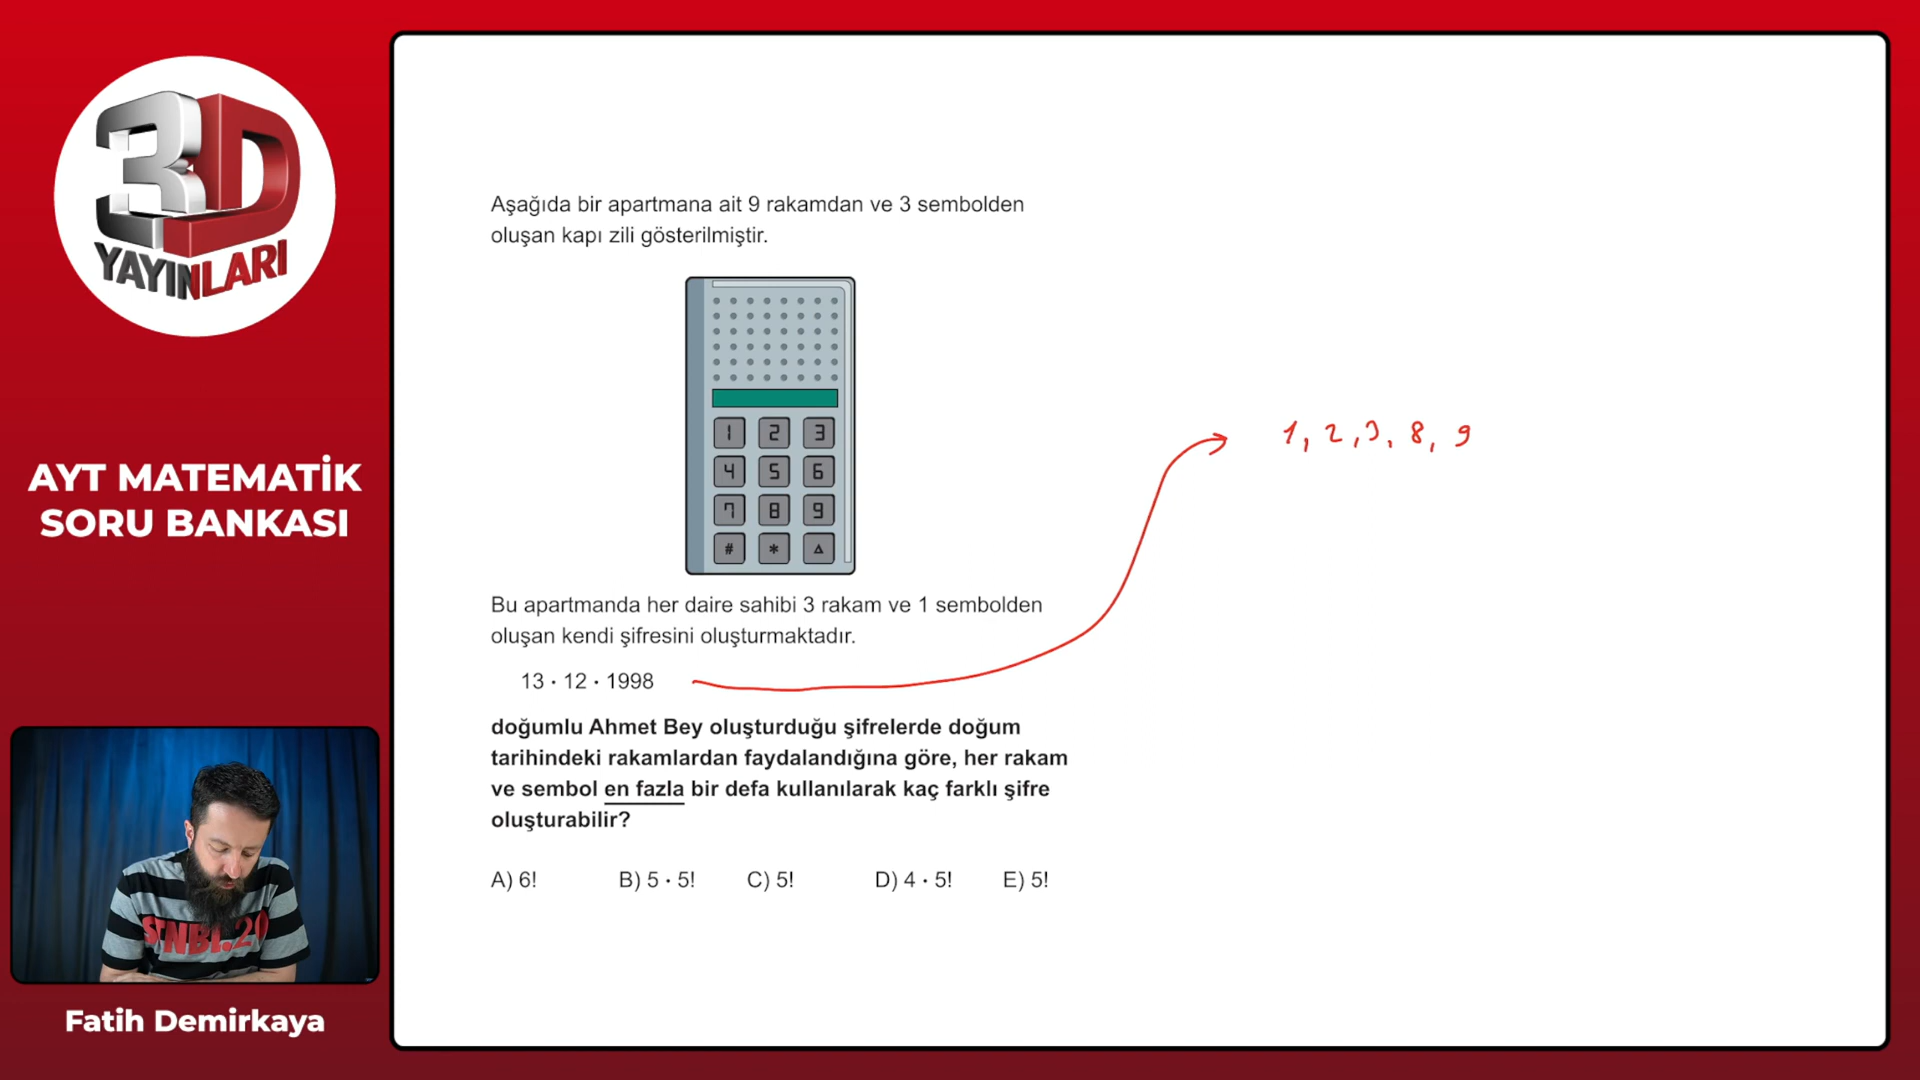 3D
YAYINLARI
AYT MATEMATİK
SORU BANKASI
Fatih Demirkaya
Aşağıda bir apartmana ait 9 rakamdan ve 3 sembolden
oluşan kapı zili gösterilmiştir.
1 2 3
4 5 6
7 8 9
# * Δ
Bu apartmanda her daire sahibi 3 rakam ve 1 sembolden
oluşan kendi şifresini oluşturmaktadır.
13 · 12 · 1998
doğumlu Ahmet Bey oluşturduğu şifrelerde doğum
tarihindeki rakamlardan faydalandığına göre, her rakam
ve sembol en fazla bir defa kullanılarak kaç farklı şifre
oluşturabilir?
A) 6! B) 5 · 5! C) 5! D) 4 · 5! E) 5!
1, 2, 3, 8, 9